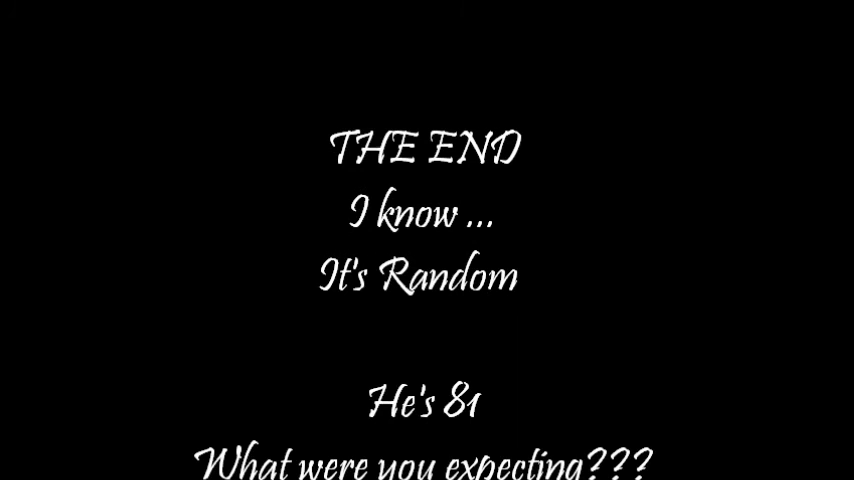 THE END
I know ...
It's Random
He's 81
What were you expecting???